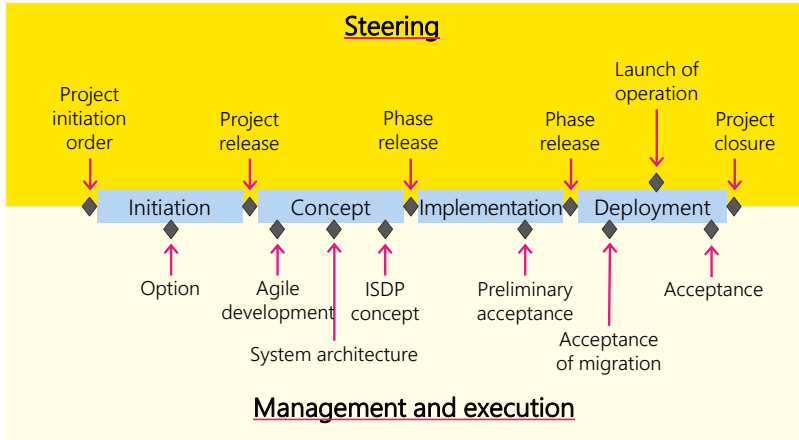 Steering
Launch of
operation
Project
initiation
order
Project
release
Phase
release
Phase
release
Project
closure
Initiation
Concept
Implementation
Deployment
Option
Agile
development
ISDP
concept
Preliminary
acceptance
Acceptance
System architecture
Acceptance
of migration
Management and execution